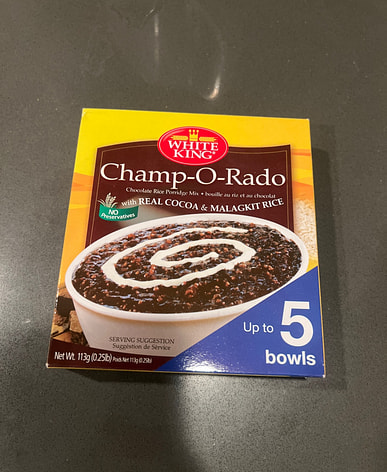 WHITE
KING®
Champ-O-Rado
Chocolate Rice Porridge Mix • bouille au riz et au chocolat
with REAL COCOA & MALAGKIT RICE
NO
Preservatives
SERVING SUGGESTION
Suggestion de Service
Up to 5
bowls
Net Wt. 113g (0.25lb) Poids Net 113g (0.25lb)